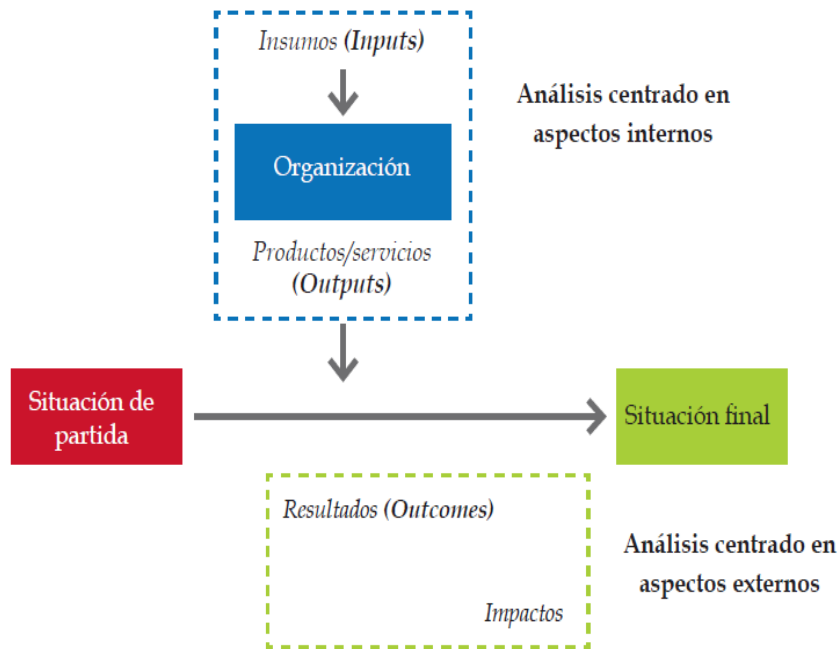 Insumos (Inputs)
Análisis centrado en
aspectos internos
Organización
Productos/servicios
(Outputs)
Situación de
partida
Situación final
Resultados (Outcomes)
Análisis centrado en
aspectos externos
Impactos